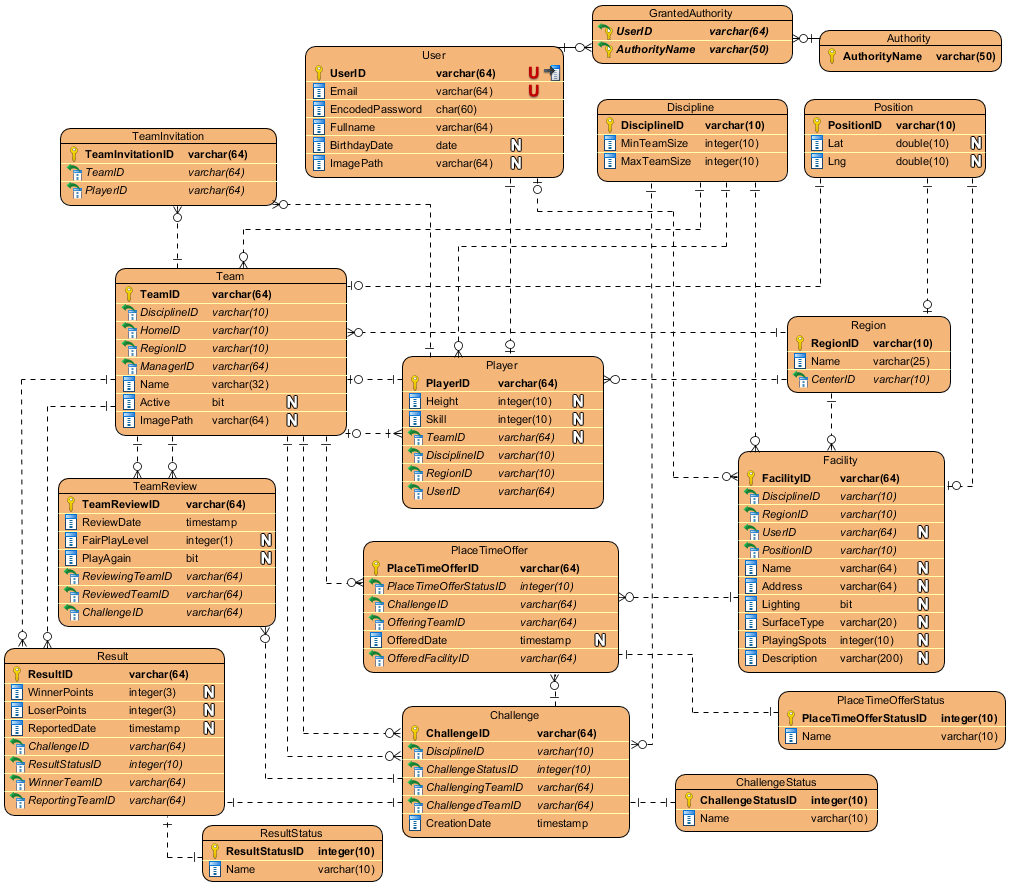 GrantedAuthority
UserID varchar(64)
AuthorityName varchar(50)
Authority
AuthorityName varchar(50)
User
UserID varchar(64) U
Email varchar(64) U
EncodedPassword char(60)
Fullname varchar(64)
BirthdayDate date N
ImagePath varchar(64) N
Discipline
DisciplineID varchar(10)
MinTeamSize integer(10)
MaxTeamSize integer(10)
Position
PositionID varchar(10)
Lat double(10) N
Lng double(10) N
TeamInvitation
TeamInvitationID varchar(64)
TeamID varchar(64)
PlayerID varchar(64)
Team
TeamID varchar(64)
DisciplineID varchar(10)
HomeID varchar(10)
RegionID varchar(10)
ManagerID varchar(64)
Name varchar(32)
Active bit N
ImagePath varchar(64) N
Region
RegionID varchar(10)
Name varchar(25)
CenterID varchar(10)
Player
PlayerID varchar(64)
Height integer(10) N
Skill integer(10) N
TeamID varchar(64) N
DisciplineID varchar(10)
RegionID varchar(10)
UserID varchar(64)
Facility
FacilityID varchar(64)
DisciplineID varchar(10)
RegionID varchar(10)
UserID varchar(64) N
PositionID varchar(10)
Name varchar(64) N
Address varchar(64) N
Lighting bit N
SurfaceType varchar(20) N
PlayingSpots integer(10) N
Description varchar(200) N
TeamReview
TeamReviewID varchar(64)
ReviewDate timestamp
FairPlayLevel integer(1) N
PlayAgain bit N
ReviewingTeamID varchar(64)
ReviewedTeamID varchar(64)
ChallengeID varchar(64)
PlaceTimeOffer
PlaceTimeOfferID varchar(64)
PlaceTimeOfferStatusID integer(10)
ChallengeID varchar(64)
OfferingTeamID varchar(64)
OfferedDate timestamp N
OfferedFacilityID varchar(64)
Result
ResultID varchar(64)
WinnerPoints integer(3) N
LoserPoints integer(3) N
ReportedDate timestamp N
ChallengeID varchar(64)
ResultStatusID integer(10)
WinnerTeamID varchar(64)
ReportingTeamID varchar(64)
PlaceTimeOfferStatus
PlaceTimeOfferStatusID integer(10)
Name varchar(10)
Challenge
ChallengeID varchar(64)
DisciplineID varchar(10)
ChallengeStatusID integer(10)
ChallengingTeamID varchar(64)
ChallengedTeamID varchar(64)
CreationDate timestamp
ChallengeStatus
ChallengeStatusID integer(10)
Name varchar(10)
ResultStatus
ResultStatusID integer(10)
Name varchar(10)